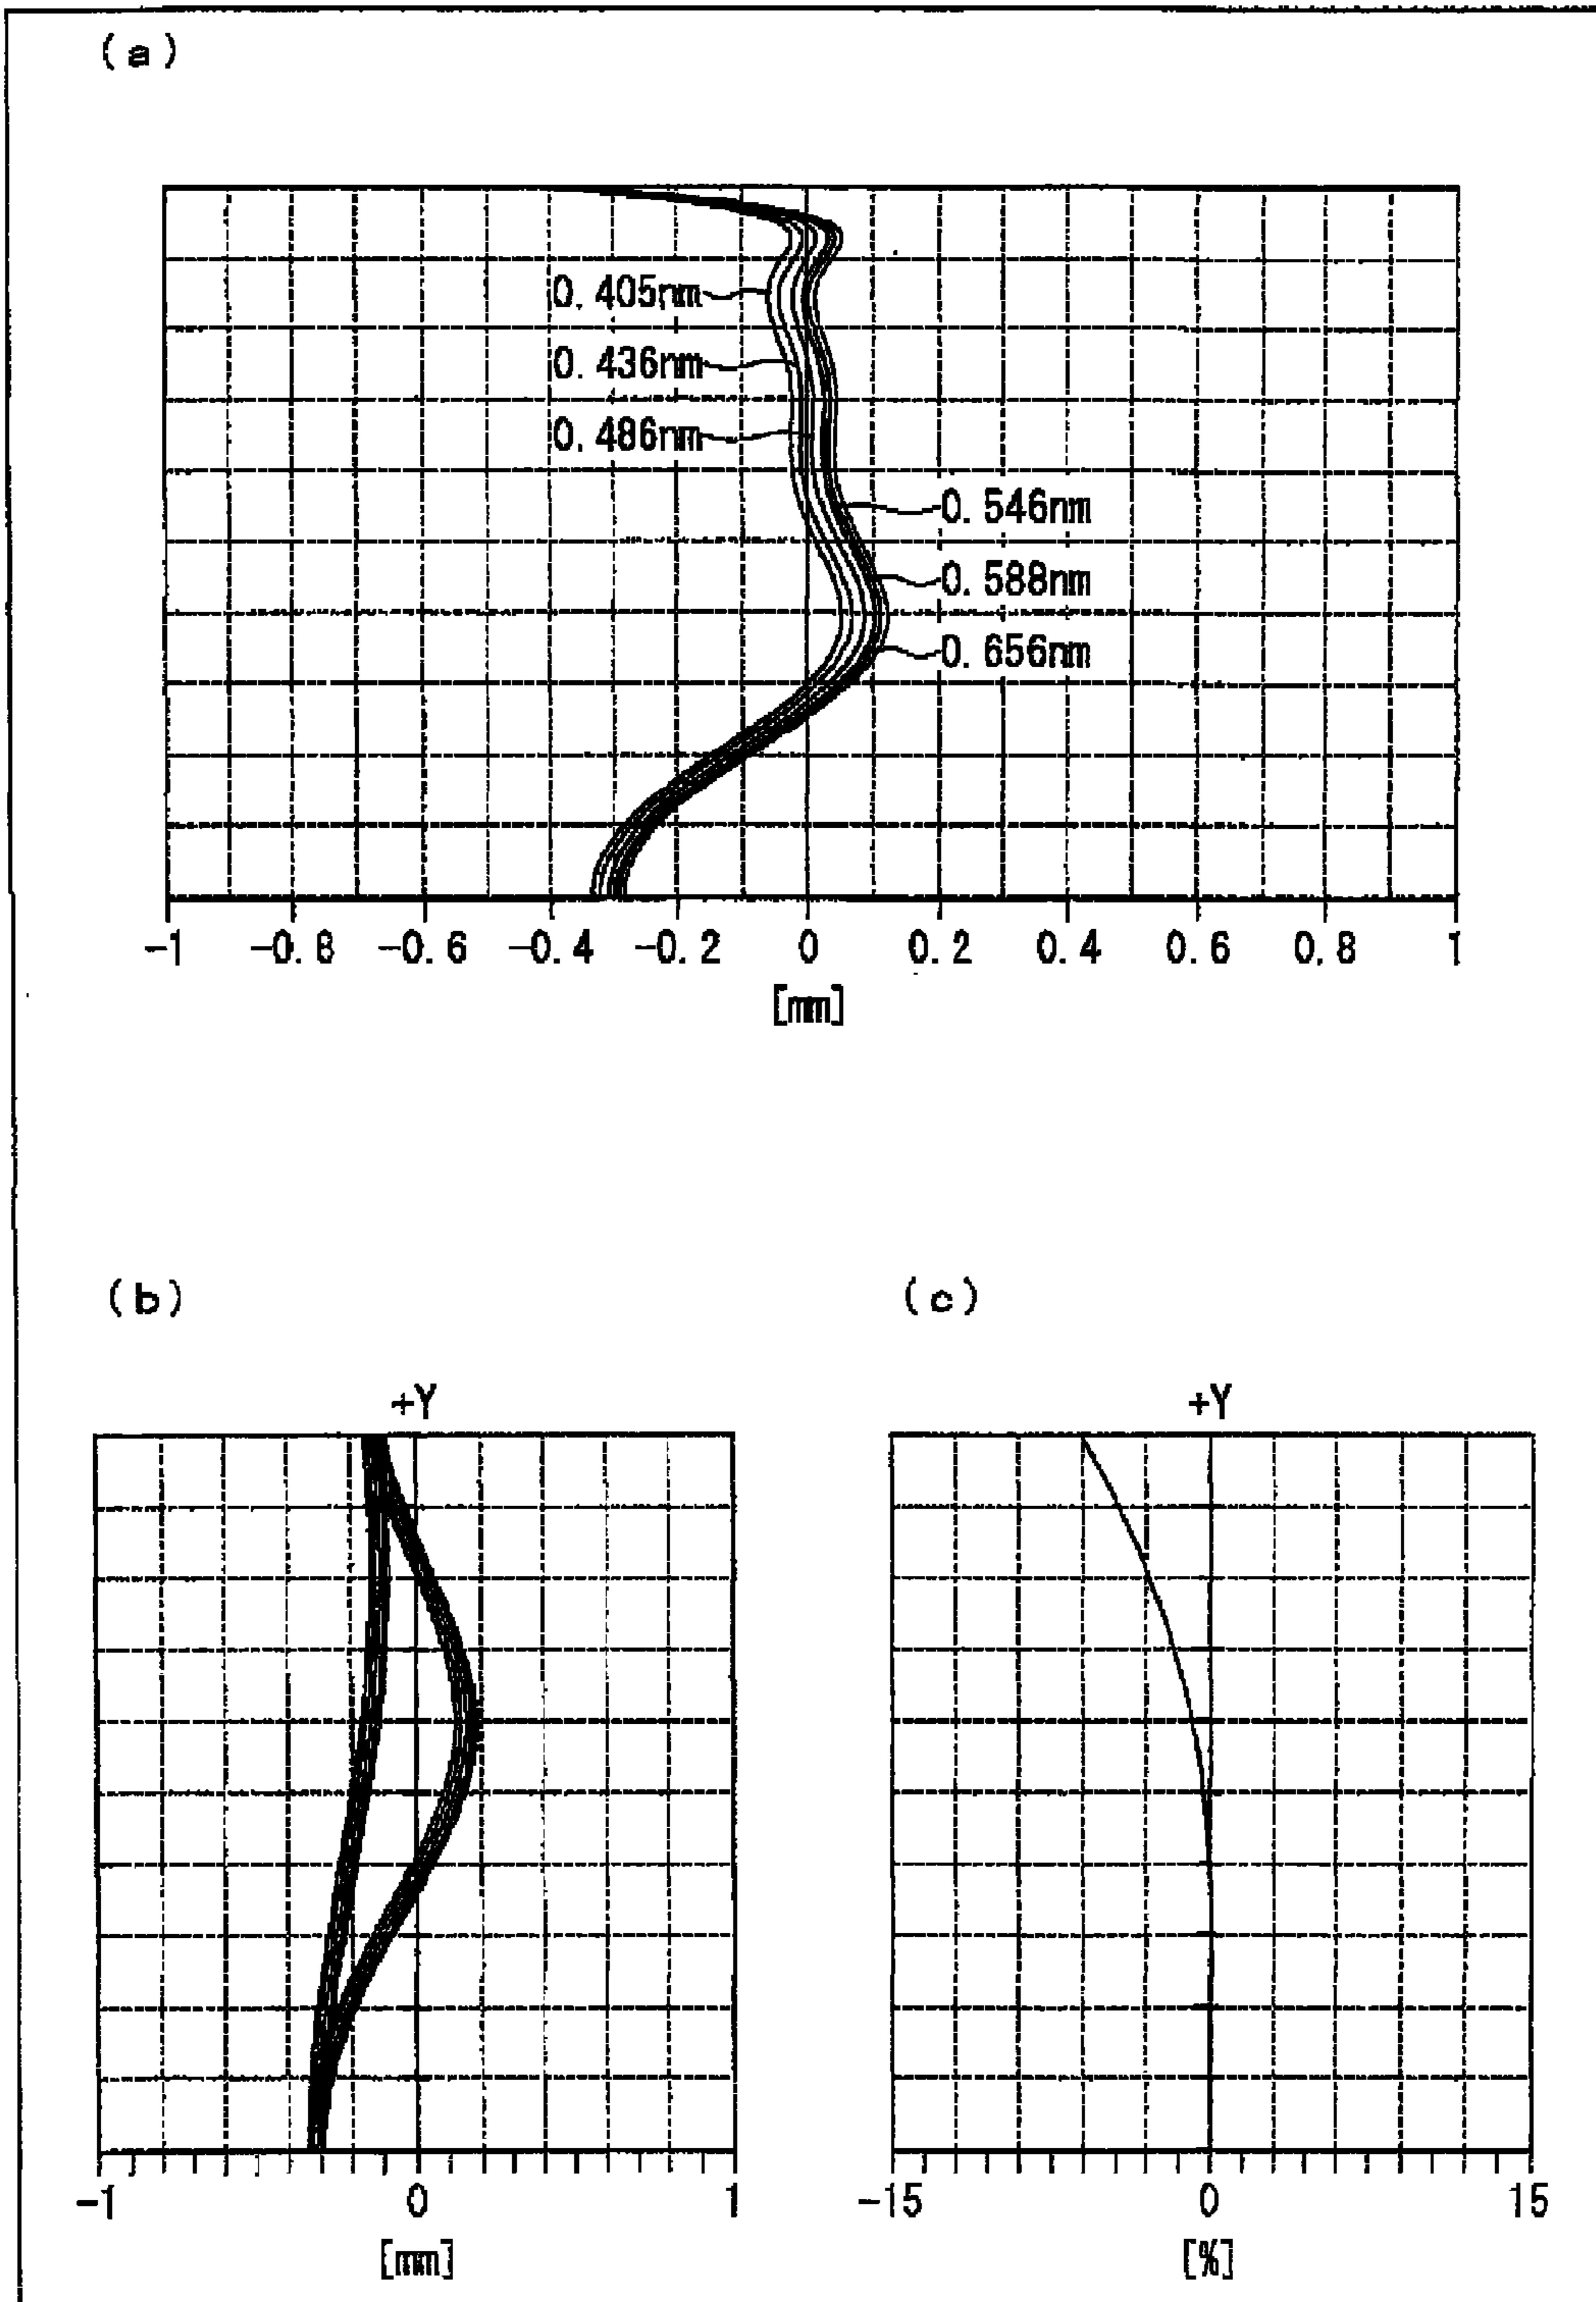 (a)
0.405nm
0.436nm
0.486nm
0.546nm
0.588nm
0.656nm
-1 -0.8 -0.6 -0.4 -0.2 0 0.2 0.4 0.6 0.8 1
[mm]
(b) (c)
+Y +Y
-1 0 1 -15 0 15
[mm] [%]